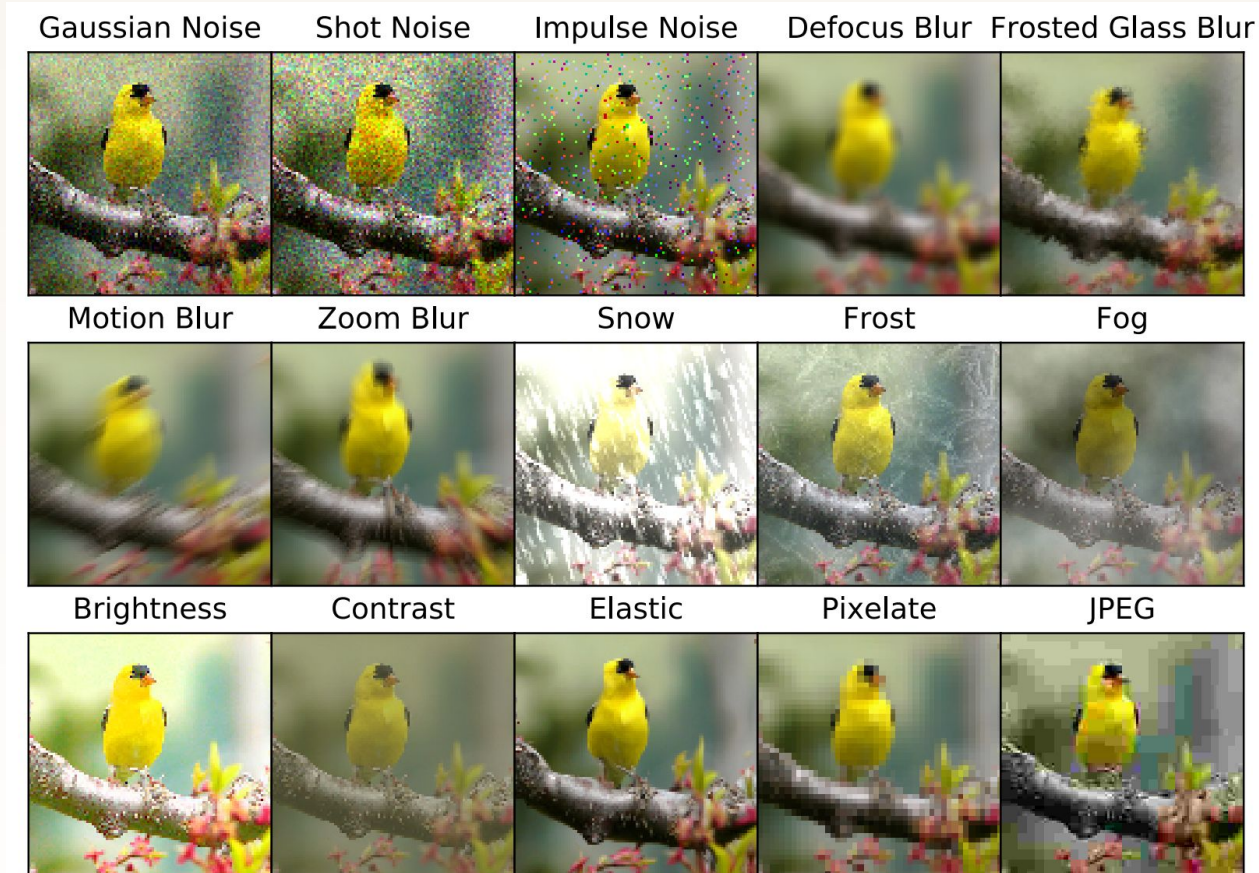 Gaussian Noise Shot Noise Impulse Noise Defocus Blur Frosted Glass Blur
Motion Blur Zoom Blur Snow Frost Fog
Brightness Contrast Elastic Pixelate JPEG